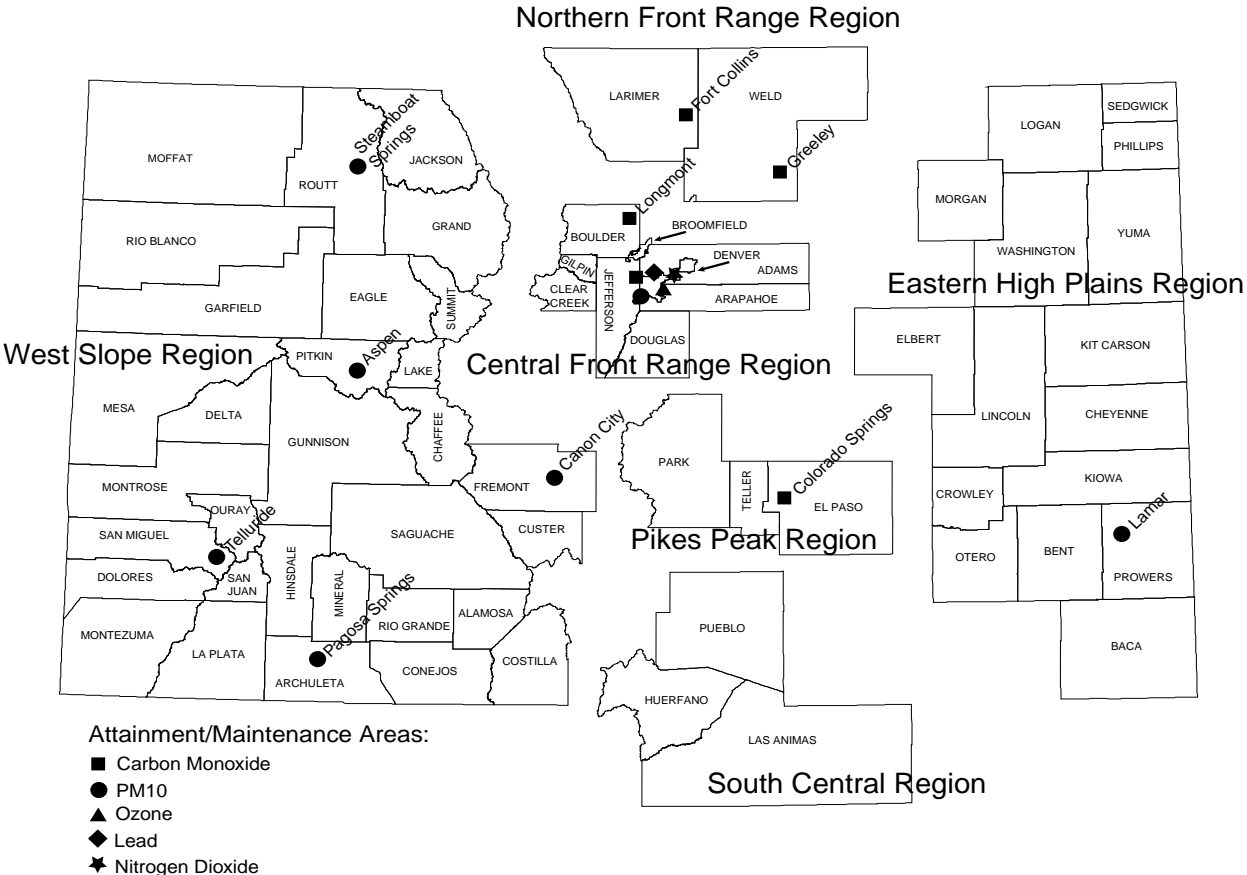 Northern Front Range Region
LARIMER
Fort Collins
WELD
Greeley
Longmont
BOULDER
BROOMFIELD
GILPIN
DENVER
ADAMS
CLEAR
CREEK
JEFFERSON
ARAPAHOE
DOUGLAS
Central Front Range Region
MOFFAT
ROUTT
Steamboat
Springs
JACKSON
RIO BLANCO
GRAND
GARFIELD
EAGLE
SUMMIT
West Slope Region
PITKIN
Aspen
LAKE
MESA
DELTA
GUNNISON
CHAFFEE
MONTROSE
OURAY
FREMONT
Canon City
SAN MIGUEL
Telluride
SAGUACHE
CUSTER
DOLORES
SAN
JUAN
HINSDALE
MINERAL
Pagosa Springs
RIO GRANDE
ALAMOSA
MONTEZUMA
LA PLATA
ARCHULETA
CONEJOS
COSTILLA
LOGAN
SEDGWICK
PHILLIPS
MORGAN
WASHINGTON
YUMA
Eastern High Plains Region
ELBERT
KIT CARSON
LINCOLN
CHEYENNE
CROWLEY
KIOWA
OTERO
BENT
Lamar
PROWERS
BACA
PARK
TELLER
Colorado Springs
EL PASO
Pikes Peak Region
PUEBLO
HUERFANO
LAS ANIMAS
South Central Region
Attainment/Maintenance Areas:
Carbon Monoxide
PM10
Ozone
Lead
Nitrogen Dioxide